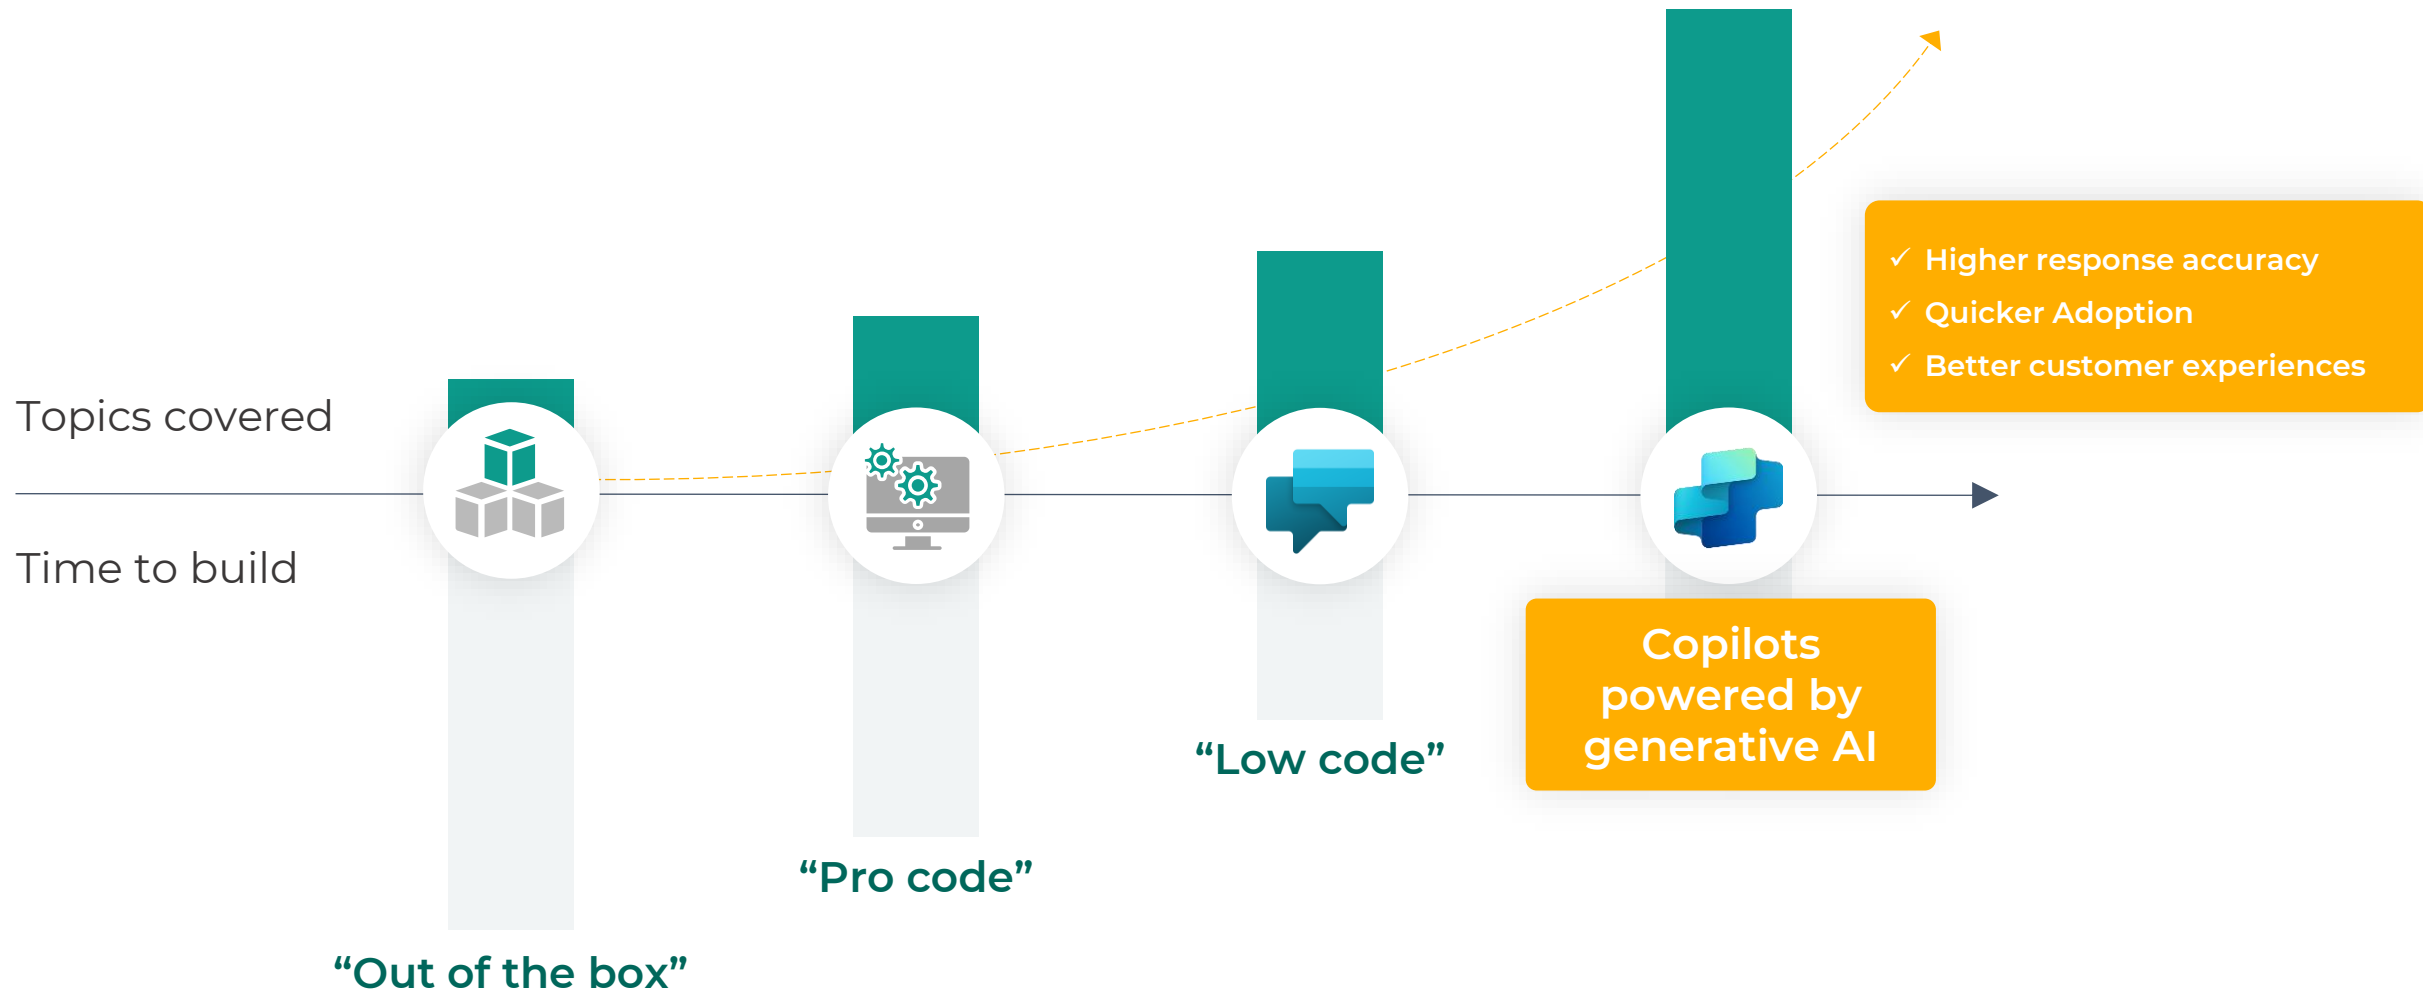 Topics covered
Time to build
“Out of the box”
“Pro code”
“Low code”
Copilots
powered by
generative AI
✓ Higher response accuracy
✓ Quicker Adoption
✓ Better customer experiences